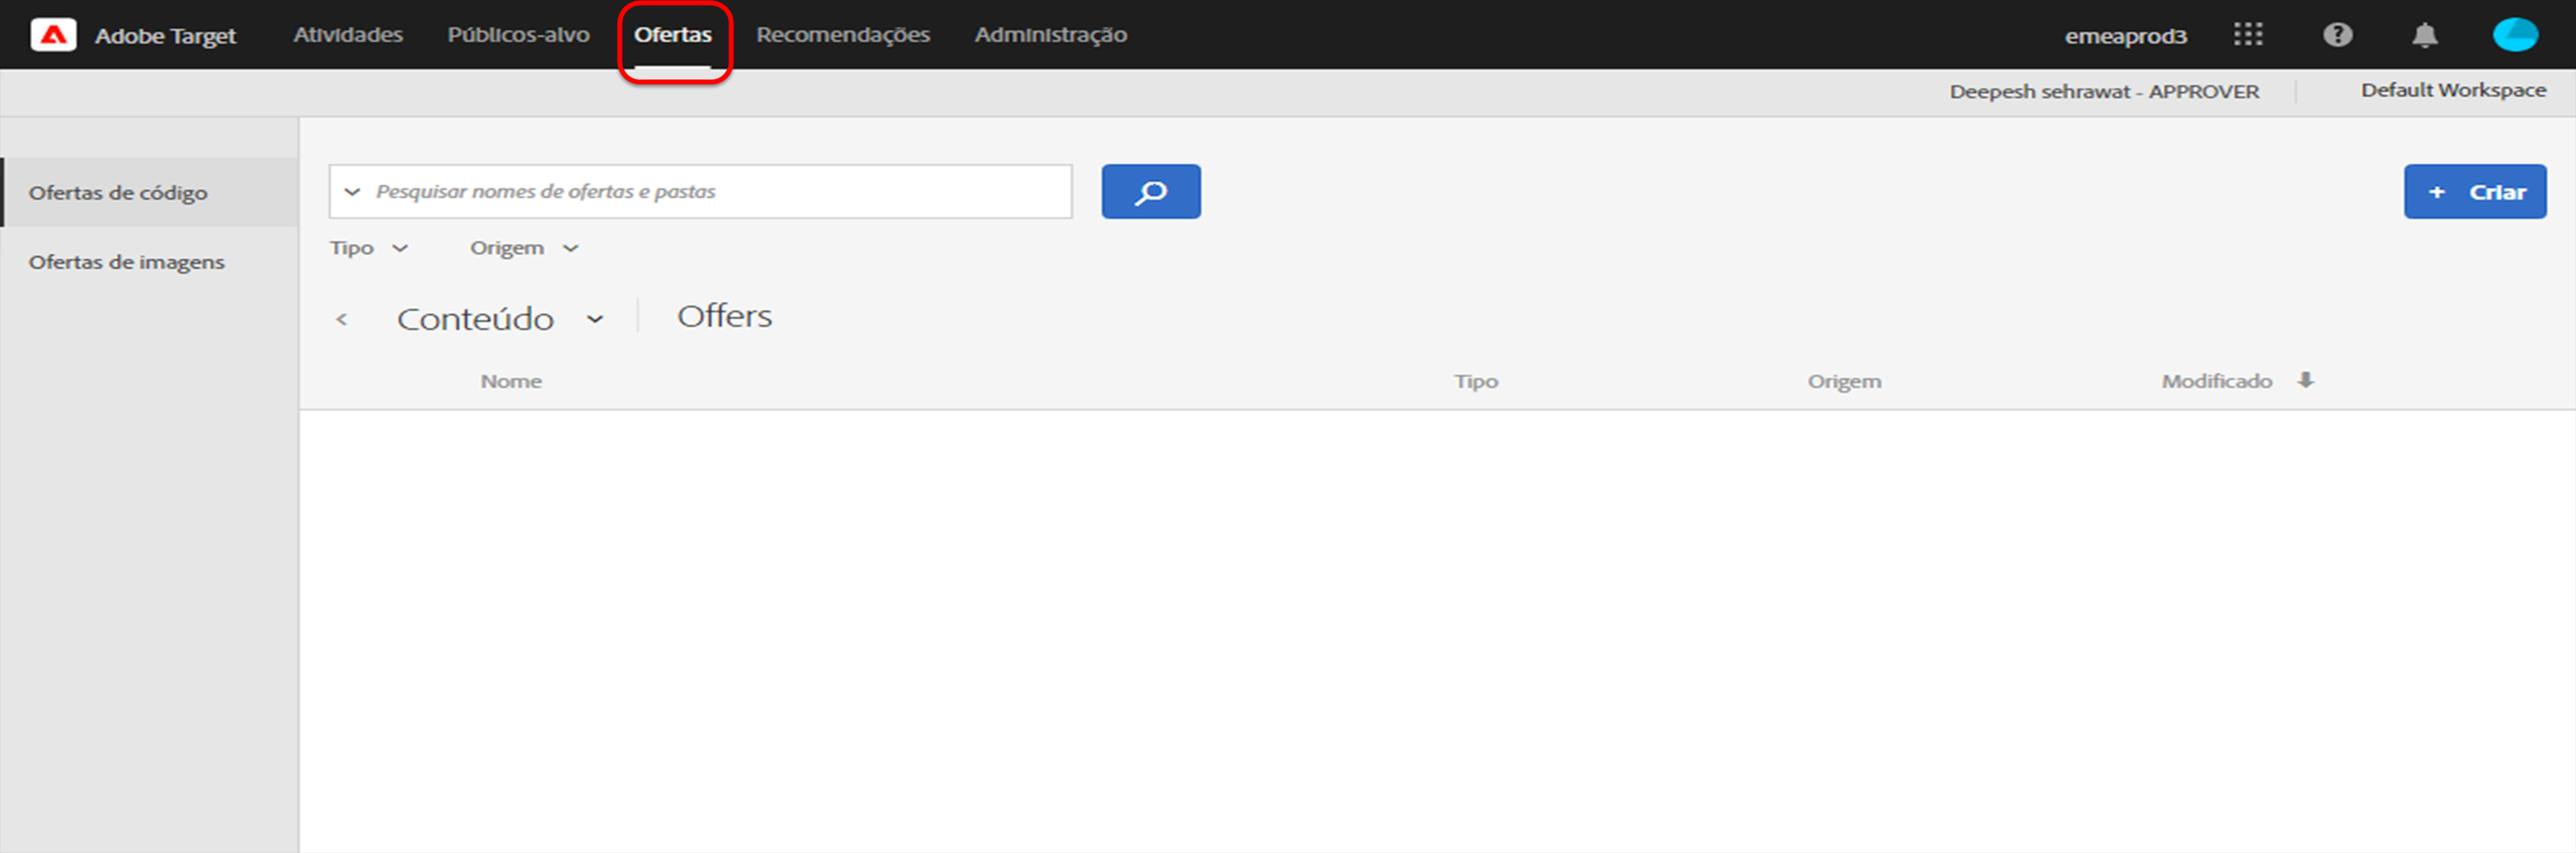 Adobe Target Atividades Públicos-alvo Ofertas Recomendações Administração emeaprod3
Deepesh sehrawat - APPROVER Default Workspace
Ofertas de código
Ofertas de imagens
Pesquisar nomes de ofertas e pastas
+ Criar
Tipo Origem
Conteúdo Offers
Nome Tipo Origem Modificado